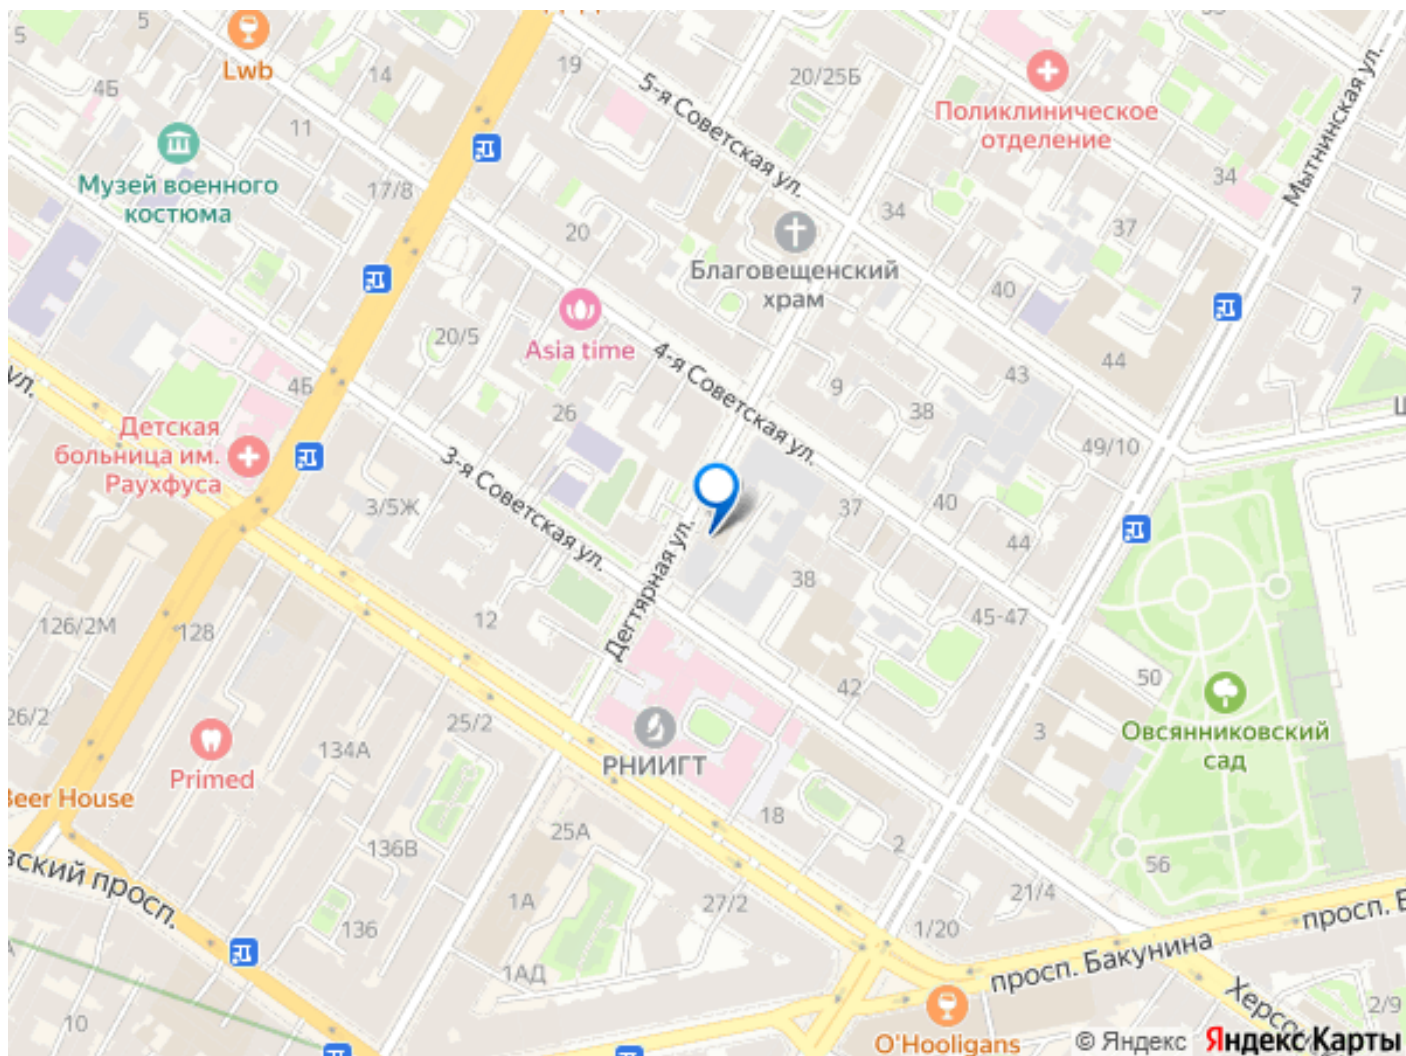 5
5
Lwb
4Б
14
11
19
20/25Б
5-я Советская ул.
Поликлиническое
отделение
Мытнинская ул.
Музей военного
костюма
17/8
20
34
34
37
Благовещенский
храм
40
7
20/5
Asia time
4-я Советская ул.
44
43
9
38
ул.
4Б
26
Детская
больница им.
Раухфуса
3-я Советская ул.
49/10
3/5Ж
37
40
44
38
Дегтярная ул.
45-47
126/2М
128
12
42
50
Овсянниковский
сад
3
26/2
25/2
134А
Primed
РНИИГТ
Beer House
18
25А
136В
2
56
21/4
вский просп.
1А
27/2
1/20
136
просп. Бакунина
просп. Б
1АД
Херсо
2/9
10
O'Hooligans
© Яндекс Яндекс Карты